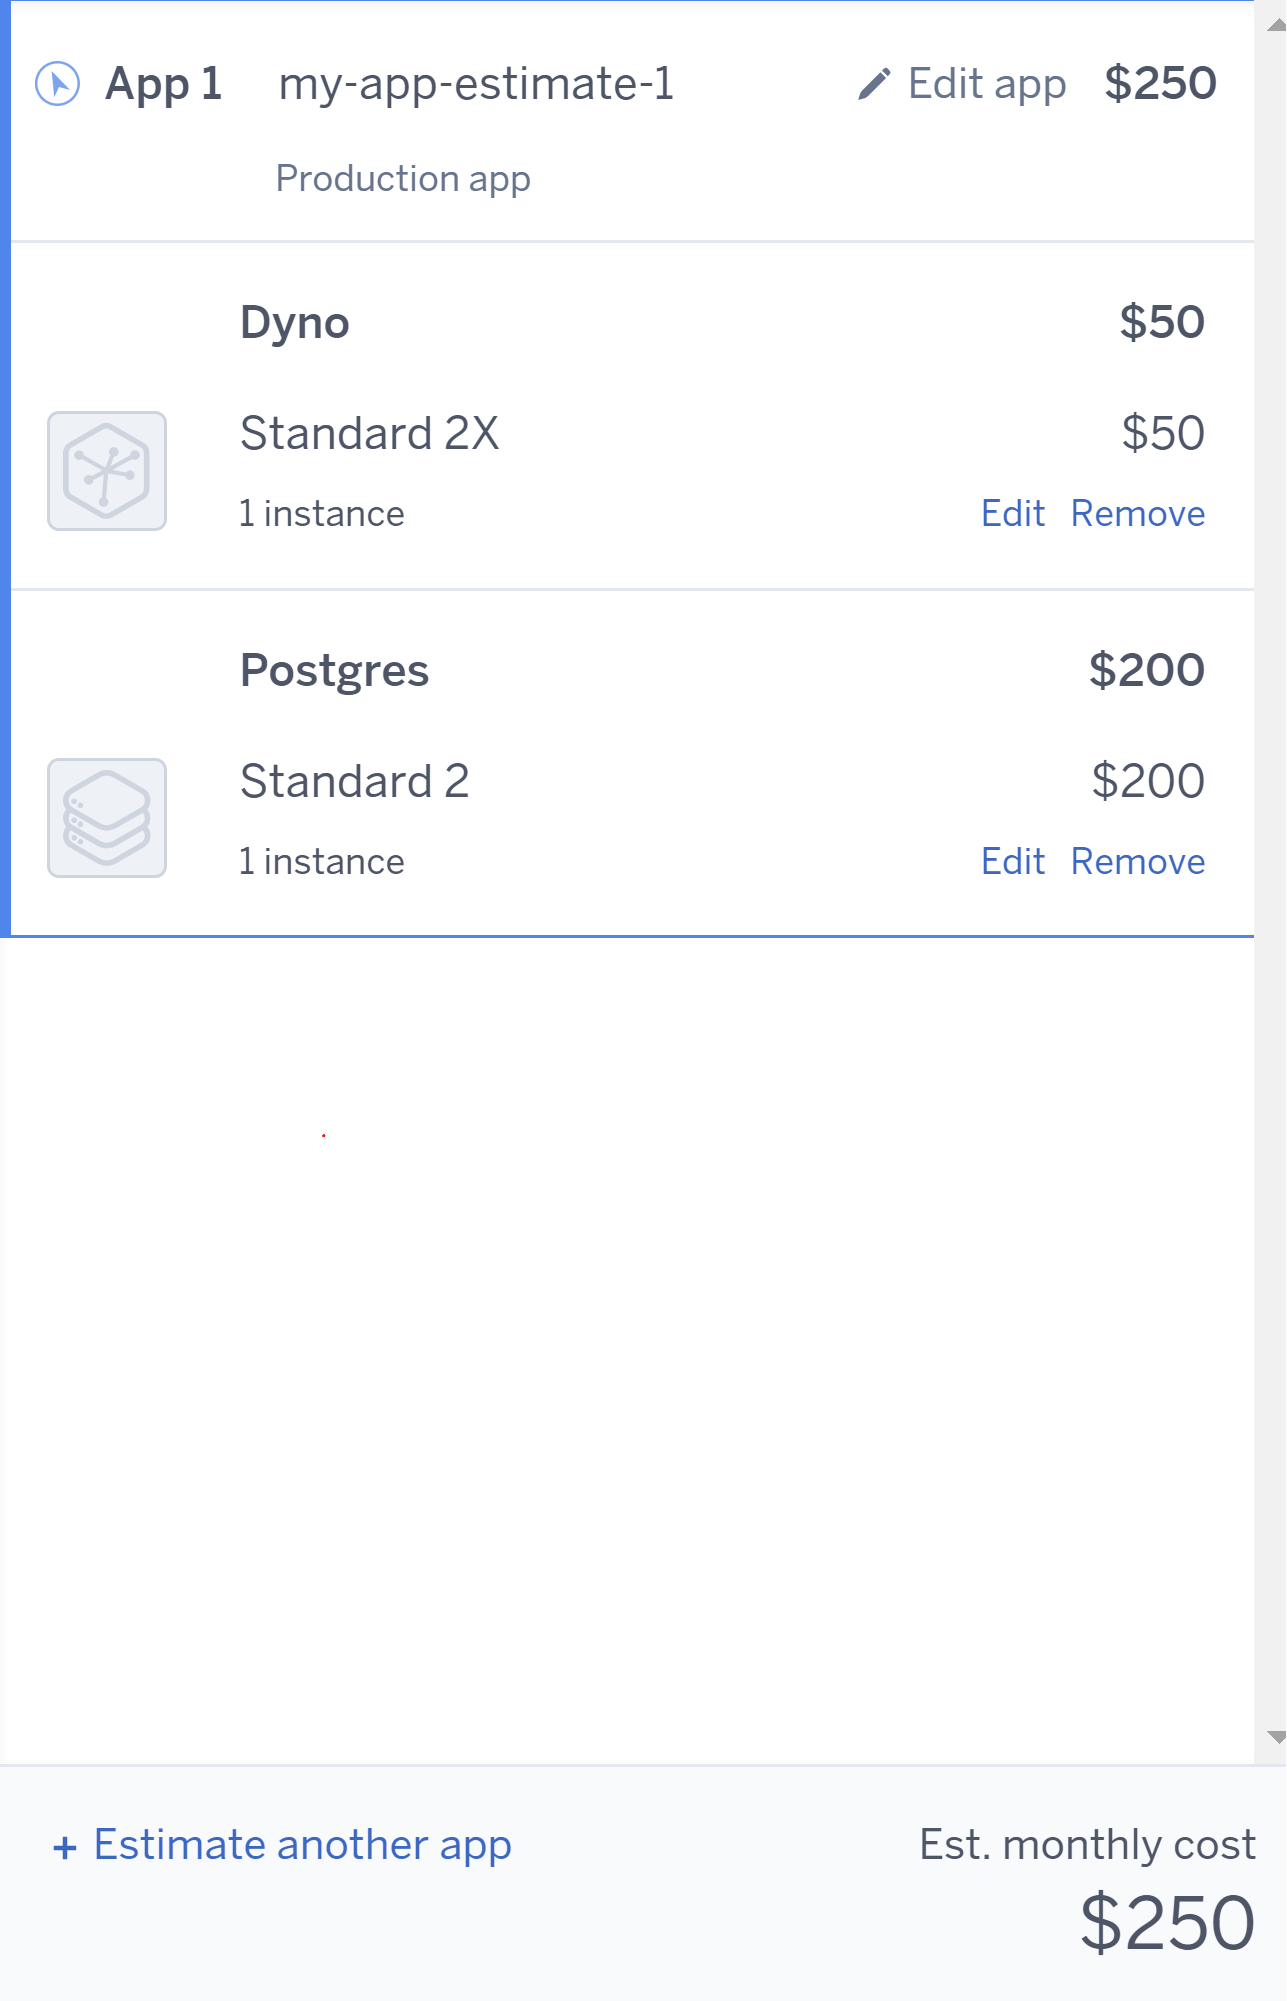 App 1 my-app-estimate-1 Edit app $250
Production app
Dyno $50
Standard 2X $50
1 instance Edit Remove
Postgres $200
Standard 2 $200
1 instance Edit Remove
+ Estimate another app Est. monthly cost
$250